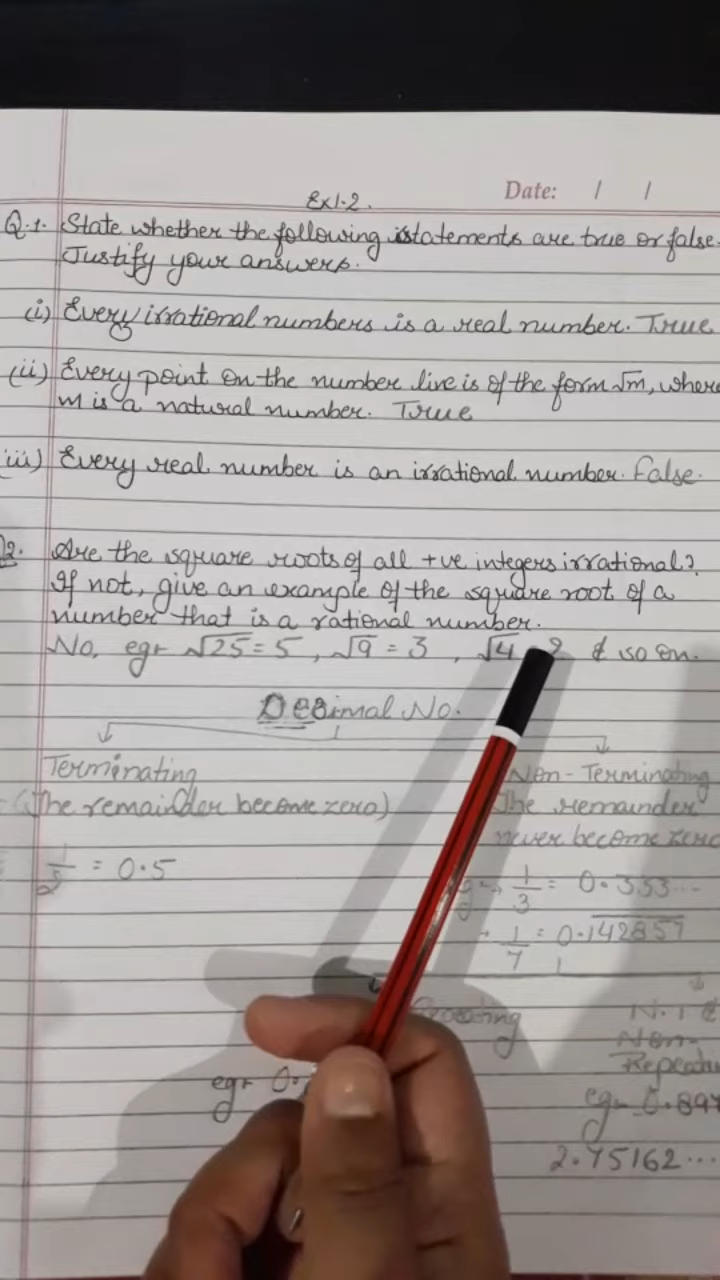 Date: / /
Ex1.2.
Q.1. State whether the following statements are true or false.
Justify your answers.
(i) Every irrational numbers is a real number. True
(ii) Every point on the number line is of the form √m, where
m is a natural number. True
iii) Every real number is an irrational number. False.
2. Are the square roots of all +ve integers irrational?
If not, give an example of the square root of a
number that is a rational number.
No, eg- √25 = 5, √9 = 3, √4 2 & so on.
Decimal No.
Terminating
Non-Terminating
(The remainder become zero)
The remainder
never become zero
1/2 = 0.5
1/3 = 0.333...
1/7 = 0.142857
N.T &
Non-
Repeatin
eg- 0.
eg- 0.897
2.75162...